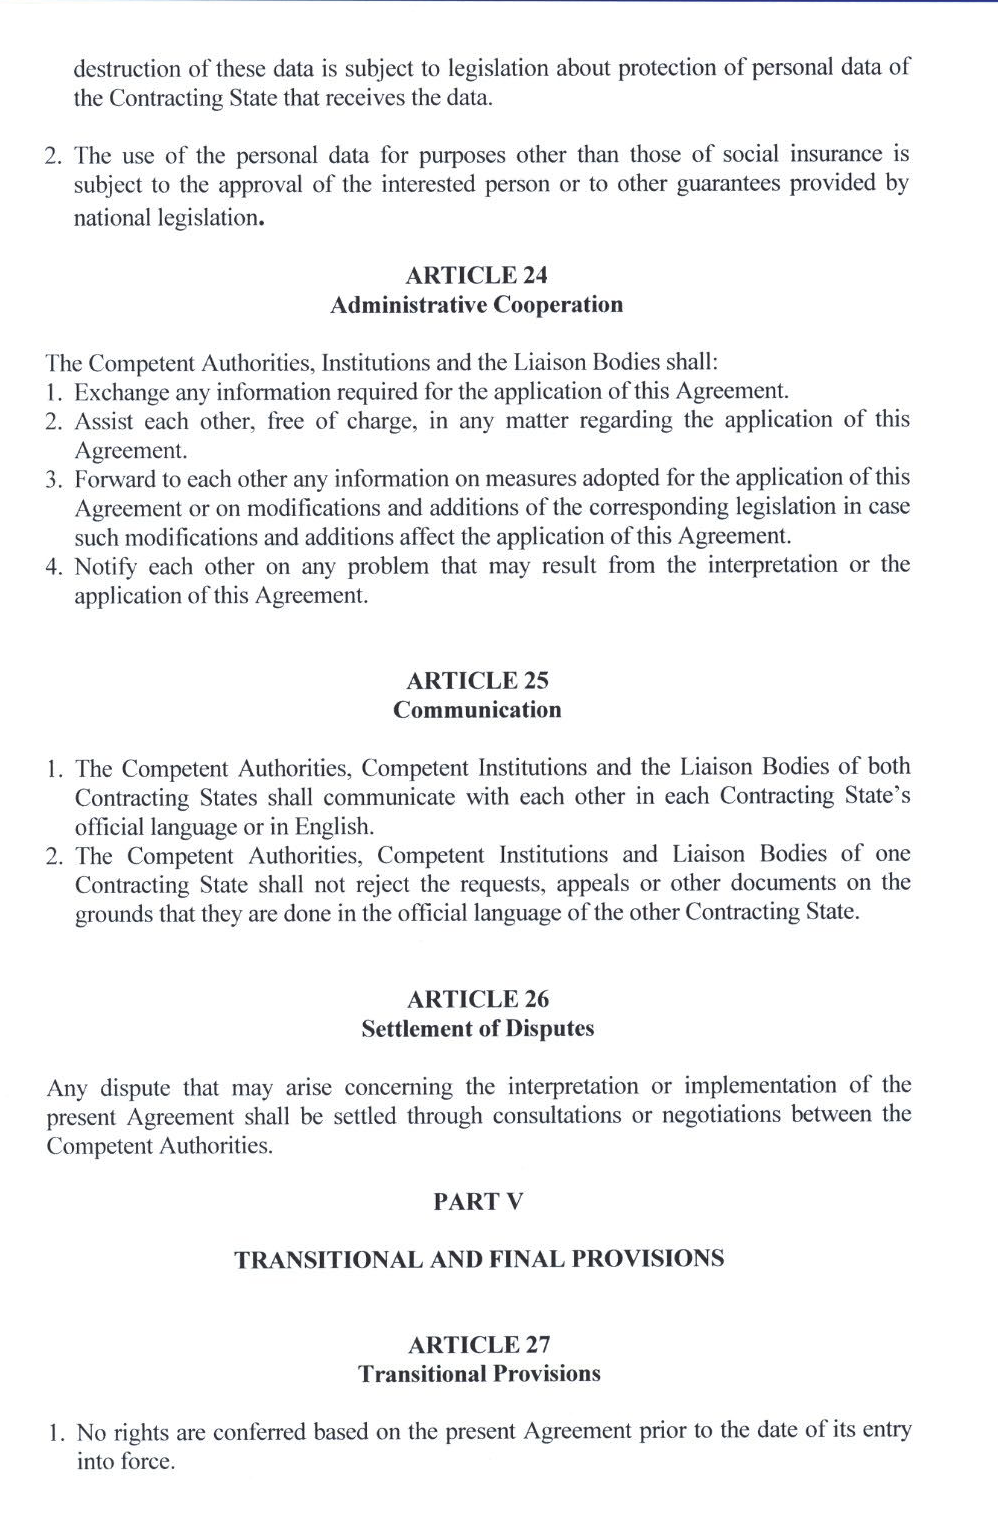 destruction of these data is subject to legislation about protection of personal data of
the Contracting State that receives the data.
2. The use of the personal data for purposes other than those of social insurance is
subject to the approval of the interested person or to other guarantees provided by
national legislation.
ARTICLE 24
Administrative Cooperation
The Competent Authorities, Institutions and the Liaison Bodies shall:
1. Exchange any information required for the application of this Agreement.
2. Assist each other, free of charge, in any matter regarding the application of this
Agreement.
3. Forward to each other any information on measures adopted for the application of this
Agreement or on modifications and additions of the corresponding legislation in case
such modifications and additions affect the application of this Agreement.
4. Notify each other on any problem that may result from the interpretation or the
application of this Agreement.
ARTICLE 25
Communication
1. The Competent Authorities, Competent Institutions and the Liaison Bodies of both
Contracting States shall communicate with each other in each Contracting State’s
official language or in English.
2. The Competent Authorities, Competent Institutions and Liaison Bodies of one
Contracting State shall not reject the requests, appeals or other documents on the
grounds that they are done in the official language of the other Contracting State.
ARTICLE 26
Settlement of Disputes
Any dispute that may arise concerning the interpretation or implementation of the
present Agreement shall be settled through consultations or negotiations between the
Competent Authorities.
PART V
TRANSITIONAL AND FINAL PROVISIONS
ARTICLE 27
Transitional Provisions
1. No rights are conferred based on the present Agreement prior to the date of its entry
into force.